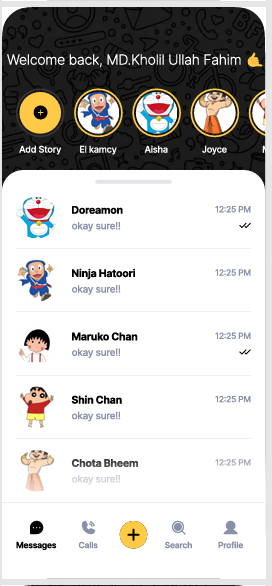 Welcome back, MD.Kholil Ullah Fahim 🤙
Add Story
El kamcy
Aisha
Joyce
Doreamon
12:25 PM
okay sure!!
Ninja Hatoori
12:25 PM
okay sure!!
Maruko Chan
12:25 PM
okay sure!!
Shin Chan
12:25 PM
okay sure!!
Chota Bheem
12:25 PM
okay sure!!
Messages
Calls
Search
Profile